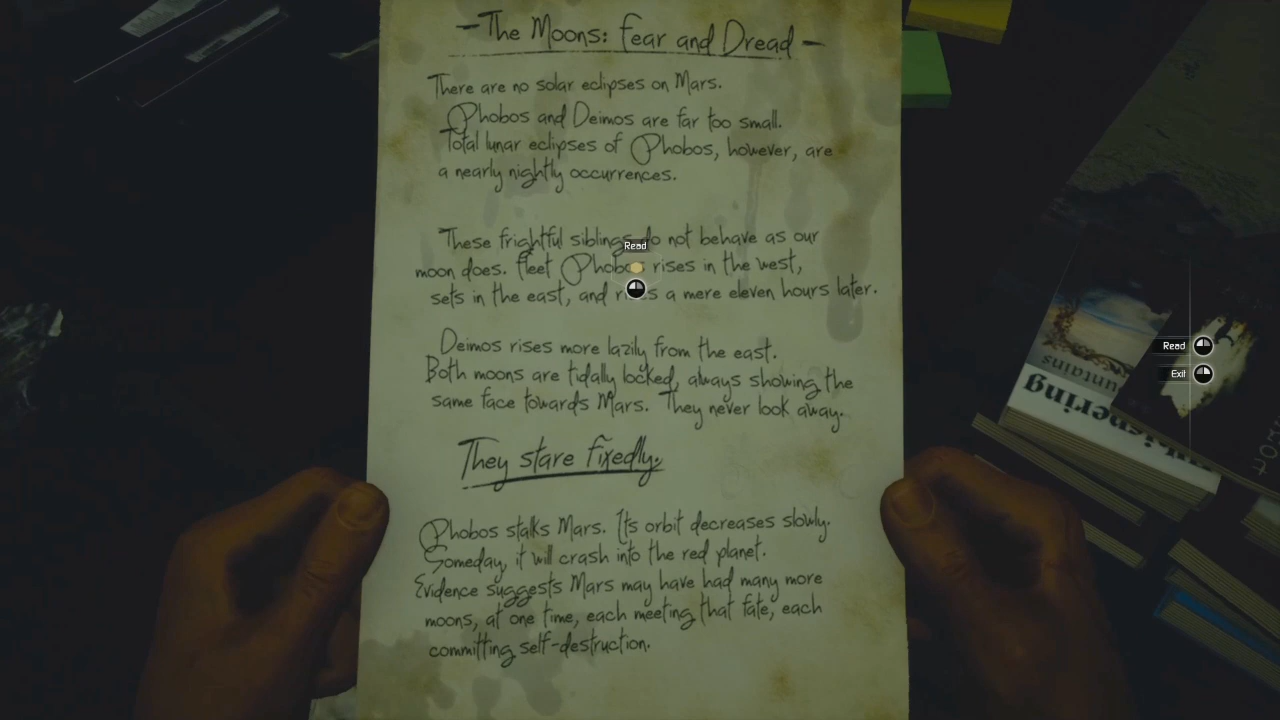 - The Moons: Fear and Dread -
There are no solar eclipses on Mars.
Phobos and Deimos are far too small.
Total lunar eclipses of Phobos, however, are
a nearly nightly occurrences.
These frightful siblings do not behave as our
moon does. Fleet Phobos rises in the west,
sets in the east, and rises a mere eleven hours later.
Deimos rises more lazily from the east.
Both moons are tidally locked, always showing the
same face towards Mars. They never look away.
They stare fixedly.
Phobos stalks Mars. Its orbit decreases slowly.
Someday, it will crash into the red planet.
Evidence suggests Mars may have had many more
moons, at one time, each meeting that fate, each
committing self-destruction.
Read
Read
Exit
untains